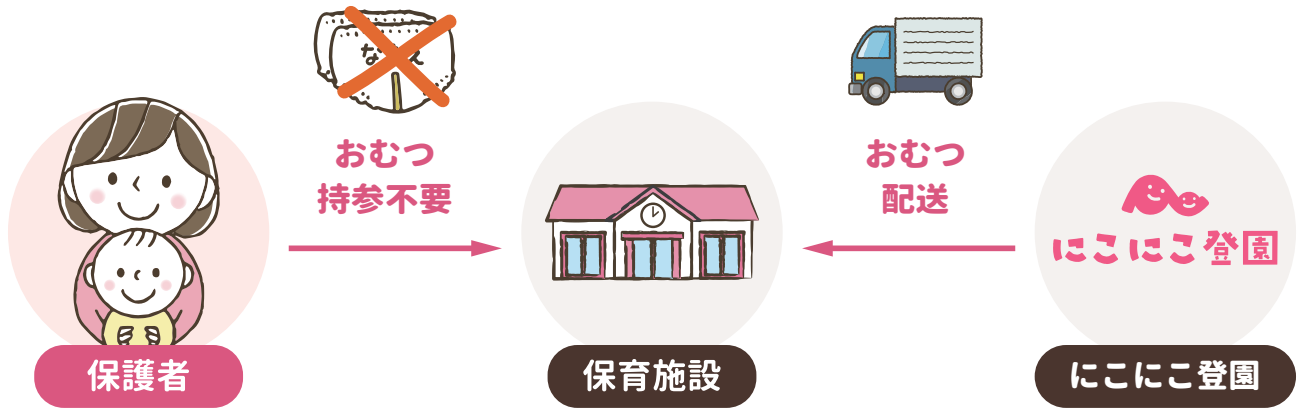 おむつ
持参不要
おむつ
配送
にこにこ登園
保護者
保育施設
にこにこ登園